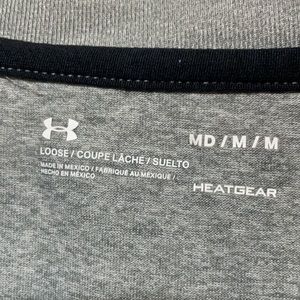 MD / M / M
LOOSE / COUPE LÂCHE / SUELTO
MADE IN MEXICO / FABRIQUÉ AU MEXIQUE /
HECHO EN MÉXICO
HEATGEAR